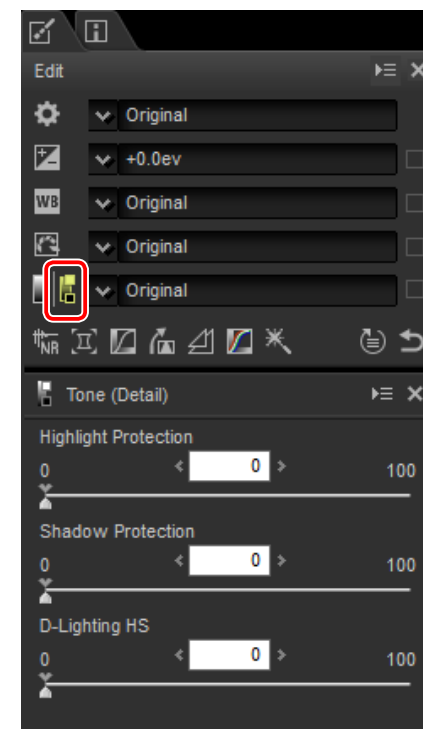 Edit
Original
+0.0ev
WB Original
Original
Original
NR
Tone (Detail)
Highlight Protection
0 0 100
Shadow Protection
0 0 100
D-Lighting HS
0 0 100